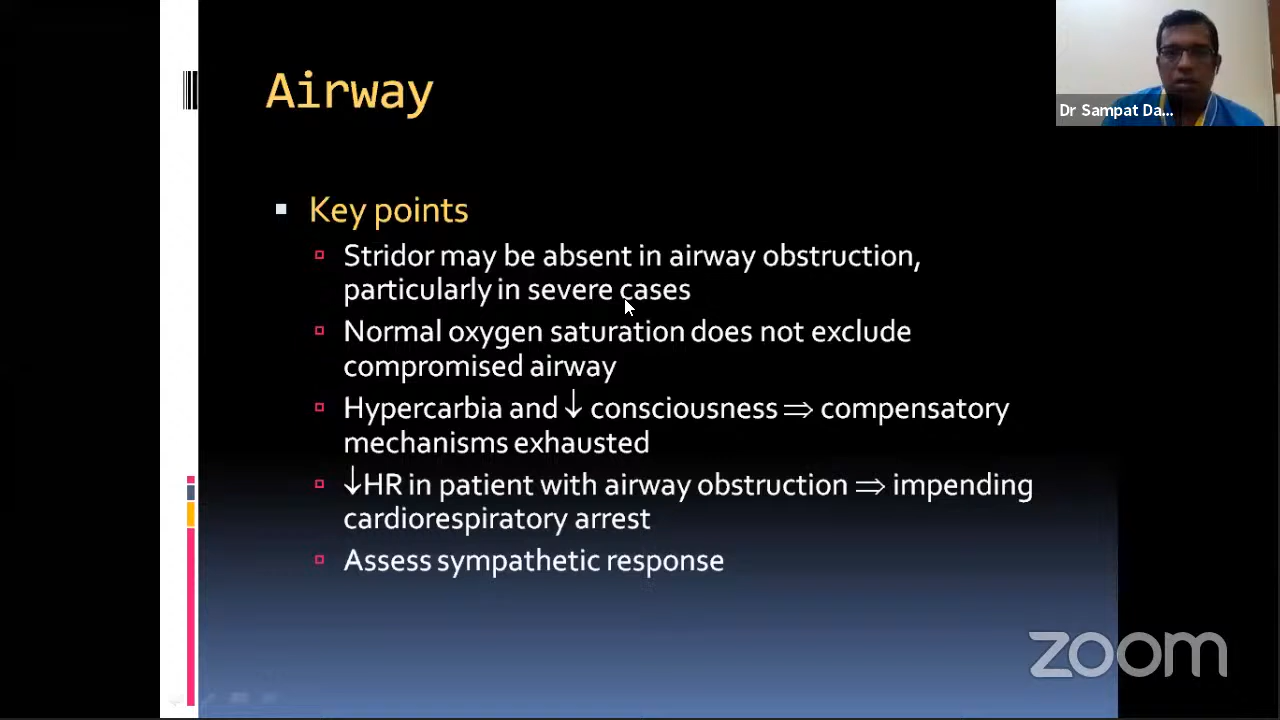 Airway
Dr Sampat Da...
Key points
Stridor may be absent in airway obstruction,
particularly in severe cases
Normal oxygen saturation does not exclude
compromised airway
Hypercarbia and ↓ consciousness ⇒ compensatory
mechanisms exhausted
↓HR in patient with airway obstruction ⇒ impending
cardiorespiratory arrest
Assess sympathetic response
zoom